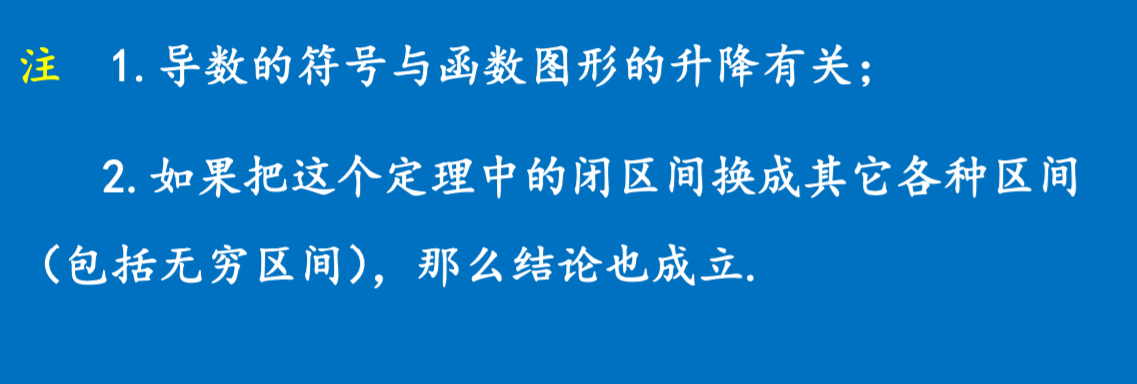 注 1.导数的符号与函数图形的升降有关；
2.如果把这个定理中的闭区间换成其它各种区间
（包括无穷区间），那么结论也成立.